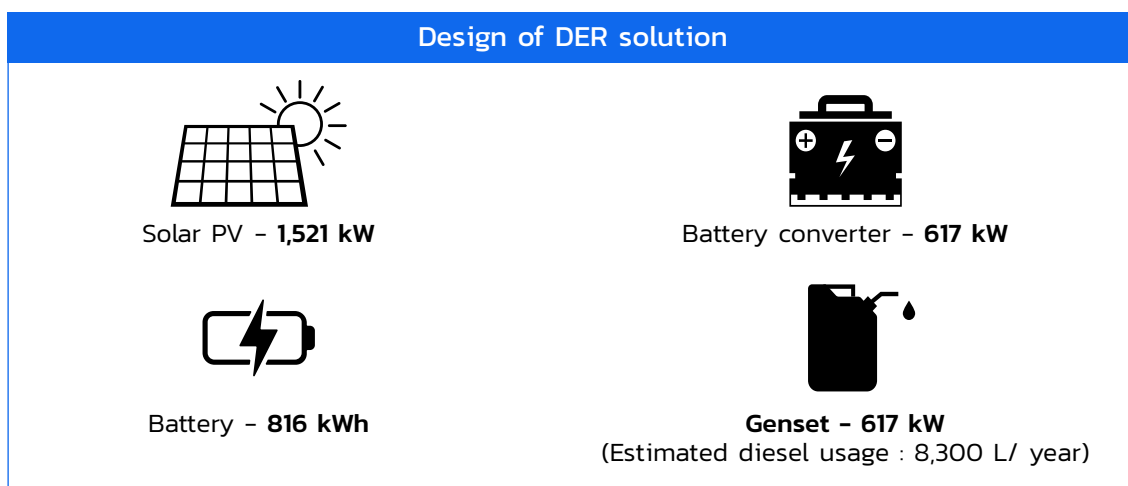 Design of DER solution
Solar PV – 1,521 kW
Battery converter – 617 kW
Battery – 816 kWh
Genset – 617 kW
(Estimated diesel usage : 8,300 L/ year)